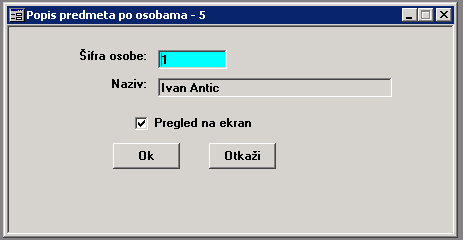 Popis predmeta po osobama - 5
Šifra osobe: 1
Naziv: Ivan Antic
Pregled na ekran
Ok Otkaži